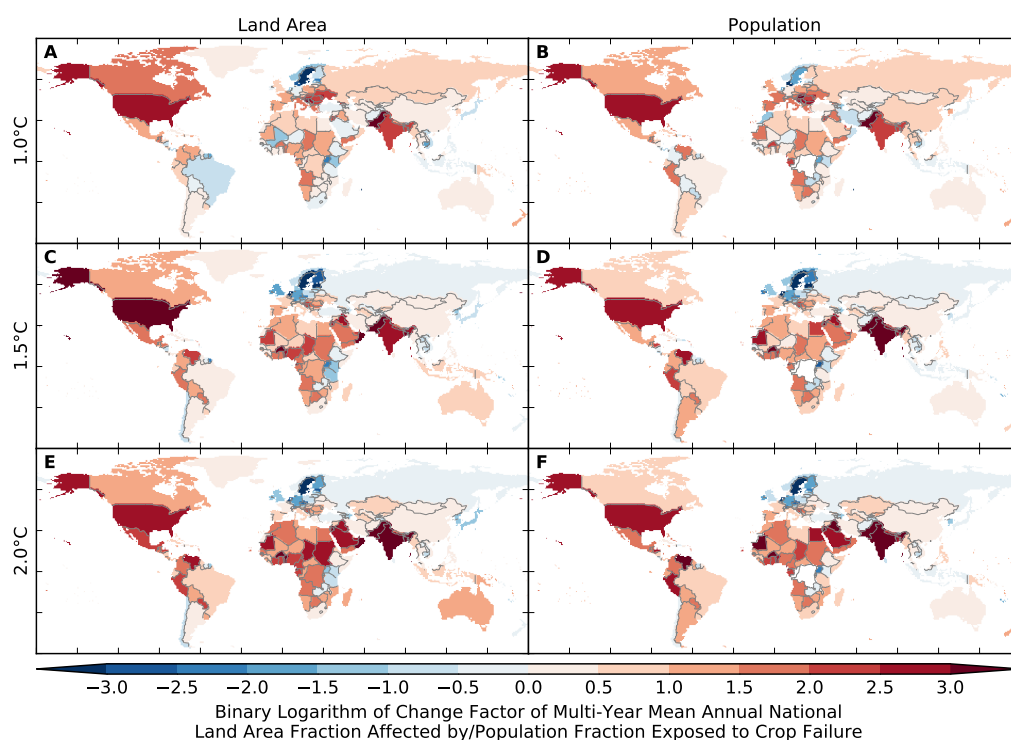 Land Area
Population
A
B
1.0°C
C
D
1.5°C
E
F
2.0°C
−3.0 −2.5 −2.0 −1.5 −1.0 −0.5 0.0 0.5 1.0 1.5 2.0 2.5 3.0
Binary Logarithm of Change Factor of Multi-Year Mean Annual National
Land Area Fraction Affected by/Population Fraction Exposed to Crop Failure